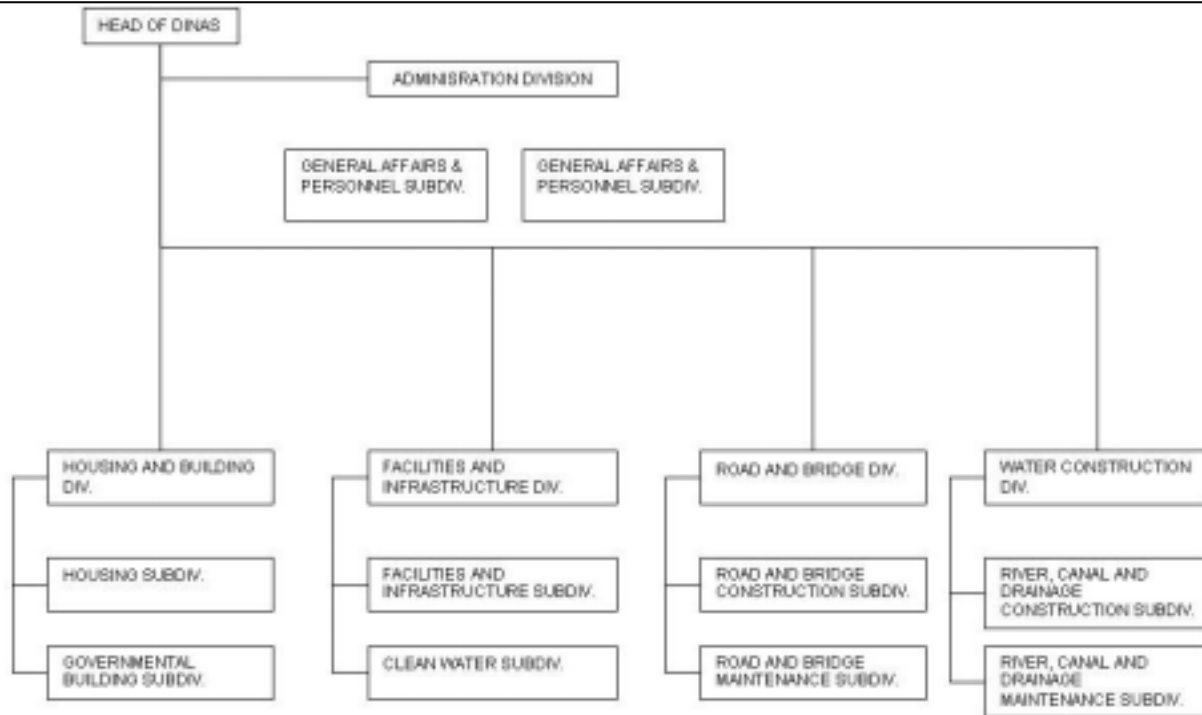 HEAD OF DINAS
ADMINISRATION DIVISION
GENERAL AFFAIRS &
PERSONNEL SUBDIV.
GENERAL AFFAIRS &
PERSONNEL SUBDIV.
HOUSING AND BUILDING
DIV.
FACILITIES AND
INFRASTRUCTURE DIV.
ROAD AND BRIDGE DIV.
WATER CONSTRUCTION
DIV.
HOUSING SUBDIV.
FACILITIES AND
INFRASTRUCTURE SUBDIV.
ROAD AND BRIDGE
CONSTRUCTION SUBDIV.
RIVER, CANAL AND
DRAINAGE
CONSTRUCTION SUBDIV.
GOVERNMENTAL
BUILDING SUBDIV.
CLEAN WATER SUBDIV.
ROAD AND BRIDGE
MAINTENANCE SUBDIV.
RIVER, CANAL AND
DRAINAGE
MAINTENANCE SUBDIV.